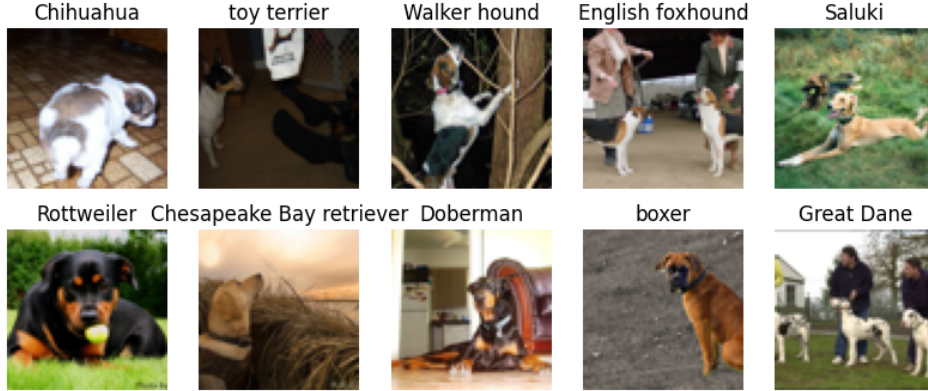 Chihuahua
toy terrier
Walker hound
English foxhound
Saluki
Rottweiler
Chesapeake Bay retriever
Doberman
boxer
Great Dane